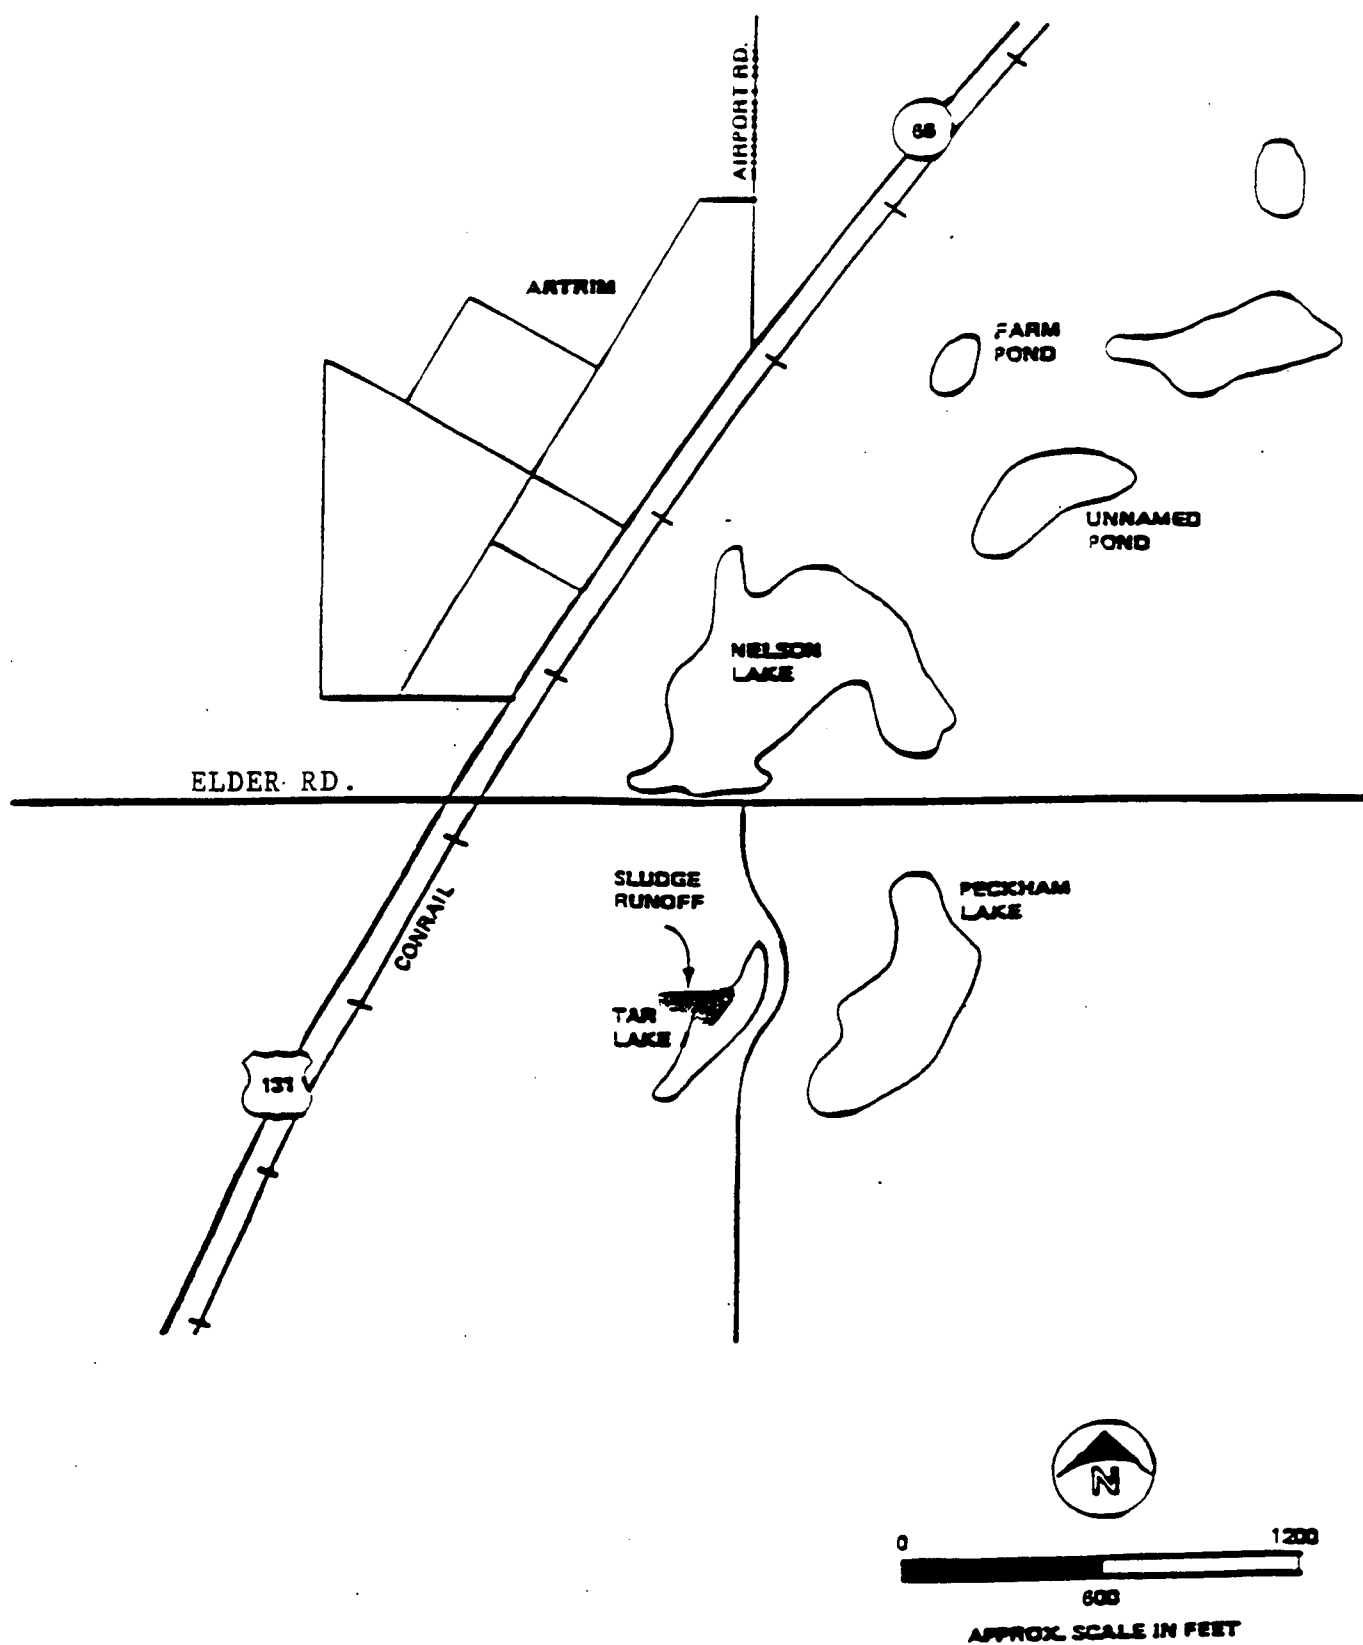 AIRPORT RD.
66
ARTRIM
FARM
POND
UNNAMED
POND
NELSON
LAKE
ELDER RD.
SLUDGE
RUNOFF
PECKHAM
LAKE
CONRAIL
TAR
LAKE
131
N
0
1200
600
APPROX. SCALE IN FEET